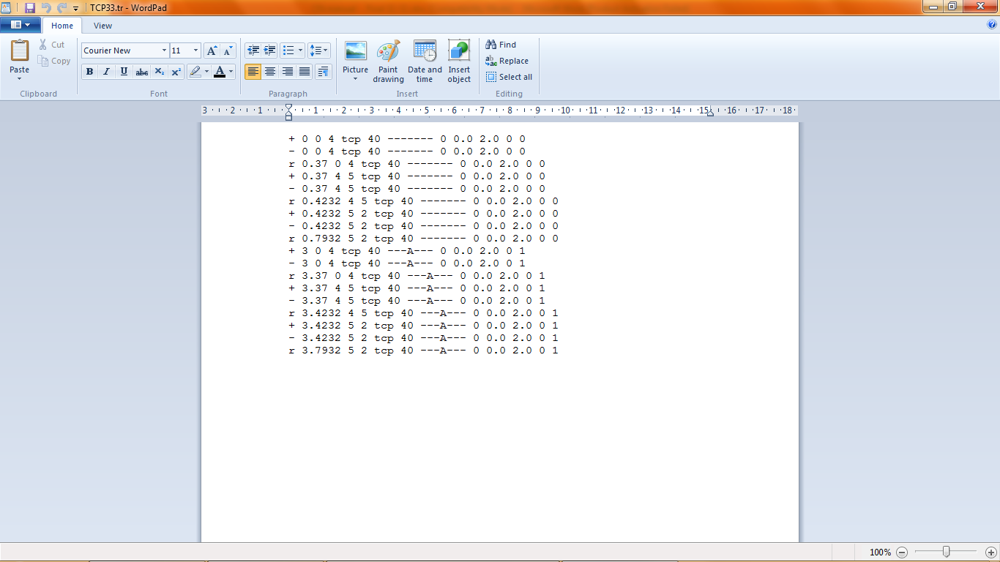 TCP33.tr - WordPad
Home View
Paste
Cut
Copy
Clipboard
Courier New 11 A A
B I U abc X₂ X² A
Font
Paragraph
Picture
Paint drawing
Date and time
Insert object
Insert
Find
Replace
Select all
Editing
3 2 1 1 2 3 4 5 6 7 8 9 10 11 12 13 14 15 16 17 18
+ 0 0 4 tcp 40 ------- 0 0.0 2.0 0 0
- 0 0 4 tcp 40 ------- 0 0.0 2.0 0 0
r 0.37 0 4 tcp 40 ------- 0 0.0 2.0 0 0
+ 0.37 4 5 tcp 40 ------- 0 0.0 2.0 0 0
- 0.37 4 5 tcp 40 ------- 0 0.0 2.0 0 0
r 0.4232 4 5 tcp 40 ------- 0 0.0 2.0 0 0
+ 0.4232 5 2 tcp 40 ------- 0 0.0 2.0 0 0
- 0.4232 5 2 tcp 40 ------- 0 0.0 2.0 0 0
r 0.7932 5 2 tcp 40 ------- 0 0.0 2.0 0 0
+ 3 0 4 tcp 40 ---A--- 0 0.0 2.0 0 1
- 3 0 4 tcp 40 ---A--- 0 0.0 2.0 0 1
r 3.37 0 4 tcp 40 ---A--- 0 0.0 2.0 0 1
+ 3.37 4 5 tcp 40 ---A--- 0 0.0 2.0 0 1
- 3.37 4 5 tcp 40 ---A--- 0 0.0 2.0 0 1
r 3.4232 4 5 tcp 40 ---A--- 0 0.0 2.0 0 1
+ 3.4232 5 2 tcp 40 ---A--- 0 0.0 2.0 0 1
- 3.4232 5 2 tcp 40 ---A--- 0 0.0 2.0 0 1
r 3.7932 5 2 tcp 40 ---A--- 0 0.0 2.0 0 1
100%